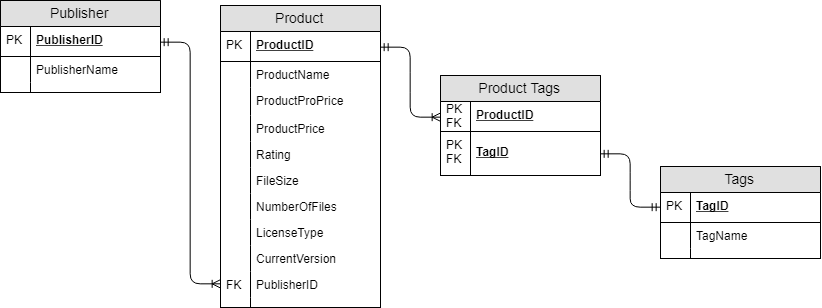 Publisher
PK PublisherID
PublisherName
Product
PK ProductID
ProductName
ProductProPrice
ProductPrice
Rating
FileSize
NumberOfFiles
LicenseType
CurrentVersion
FK PublisherID
Product Tags
PK
FK ProductID
PK
FK TagID
Tags
PK TagID
TagName